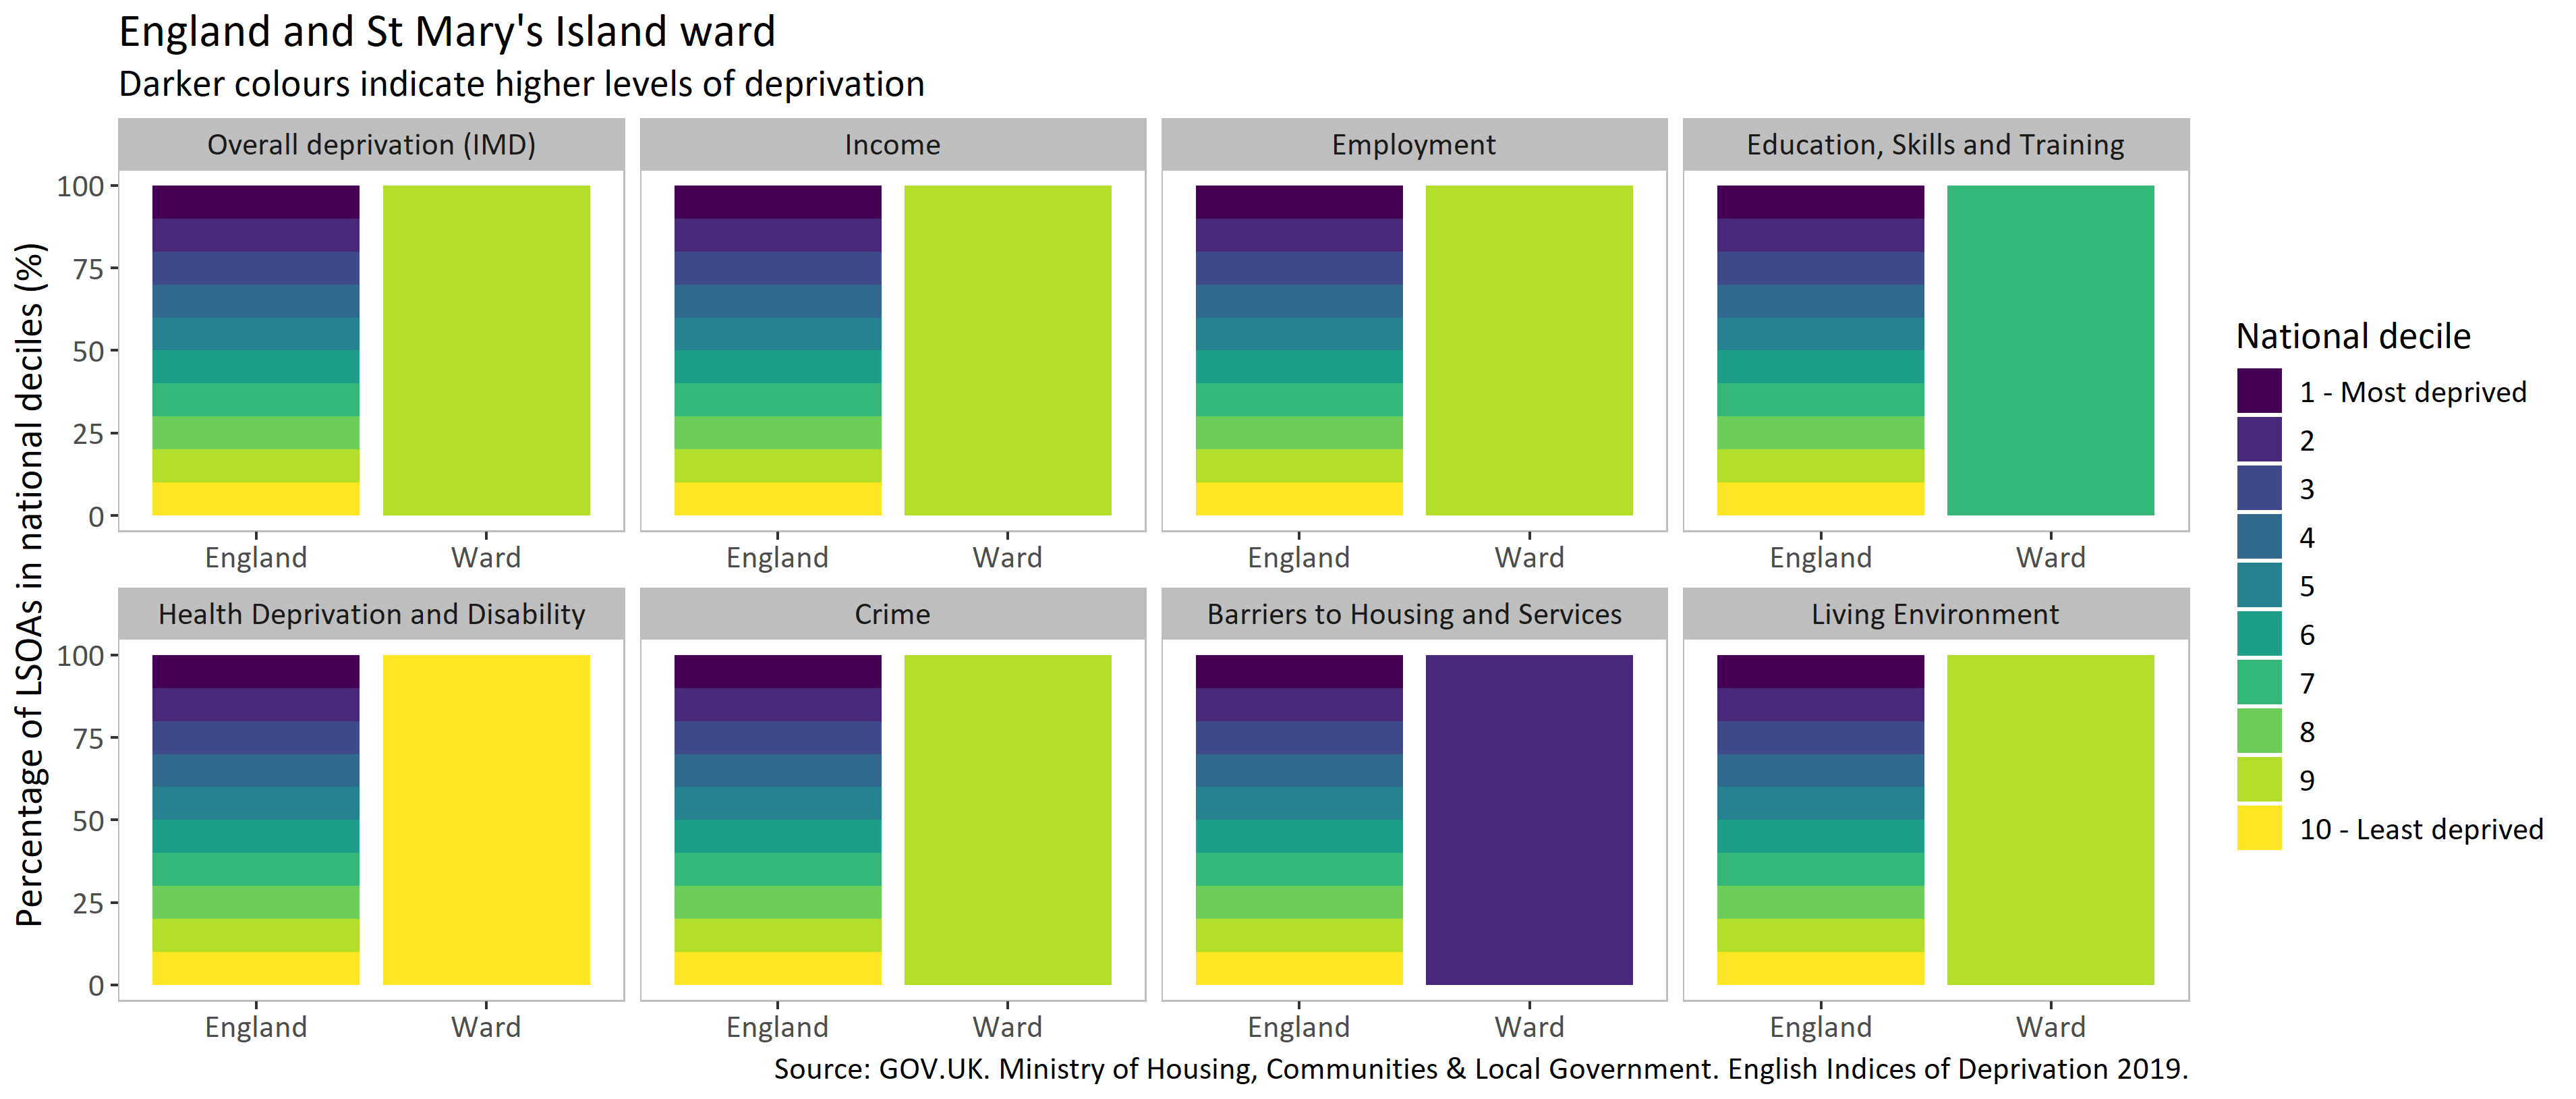 England and St Mary's Island ward
Darker colours indicate higher levels of deprivation
Percentage of LSOAs in national deciles (%)
Overall deprivation (IMD)
Income
Employment
Education, Skills and Training
100
75
50
25
0
England
Ward
England
Ward
England
Ward
England
Ward
Health Deprivation and Disability
Crime
Barriers to Housing and Services
Living Environment
100
75
50
25
0
England
Ward
England
Ward
England
Ward
England
Ward
National decile
1 - Most deprived
2
3
4
5
6
7
8
9
10 - Least deprived
Source: GOV.UK. Ministry of Housing, Communities & Local Government. English Indices of Deprivation 2019.